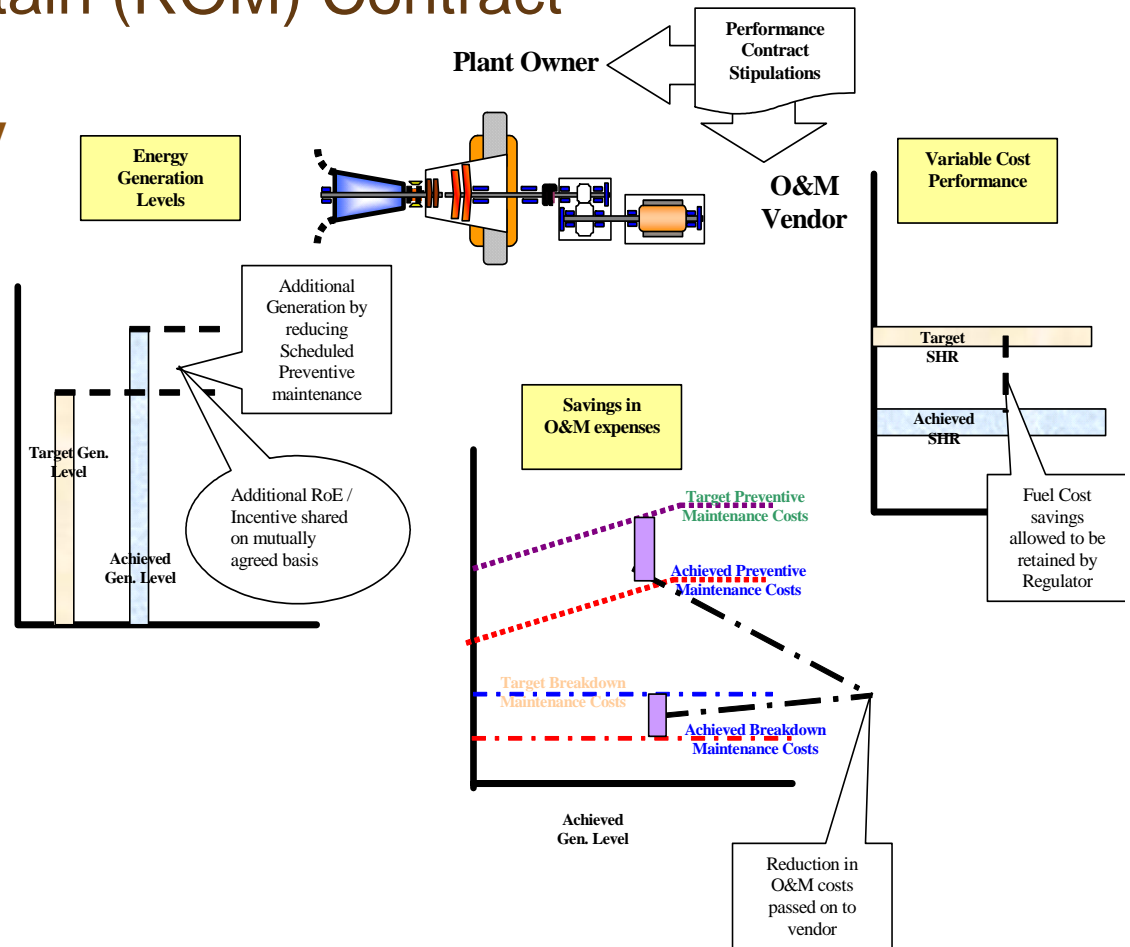 tain (ROM) Contract
Performance
Contract
Stipulations
Plant Owner
O&M
Vendor
Energy
Generation
Levels
Variable Cost
Performance
Additional
Generation by
reducing
Scheduled
Preventive
maintenance
Target Gen.
Level
Additional RoE /
Incentive shared
on mutually
agreed basis
Achieved
Gen. Level
Savings in
O&M expenses
Target Preventive
Maintenance Costs
Achieved Preventive
Maintenance Costs
Target Breakdown
Maintenance Costs
Achieved Breakdown
Maintenance Costs
Achieved
Gen. Level
Target
SHR
Achieved
SHR
Fuel Cost
savings
allowed to be
retained by
Regulator
Reduction in
O&M costs
passed on to
vendor